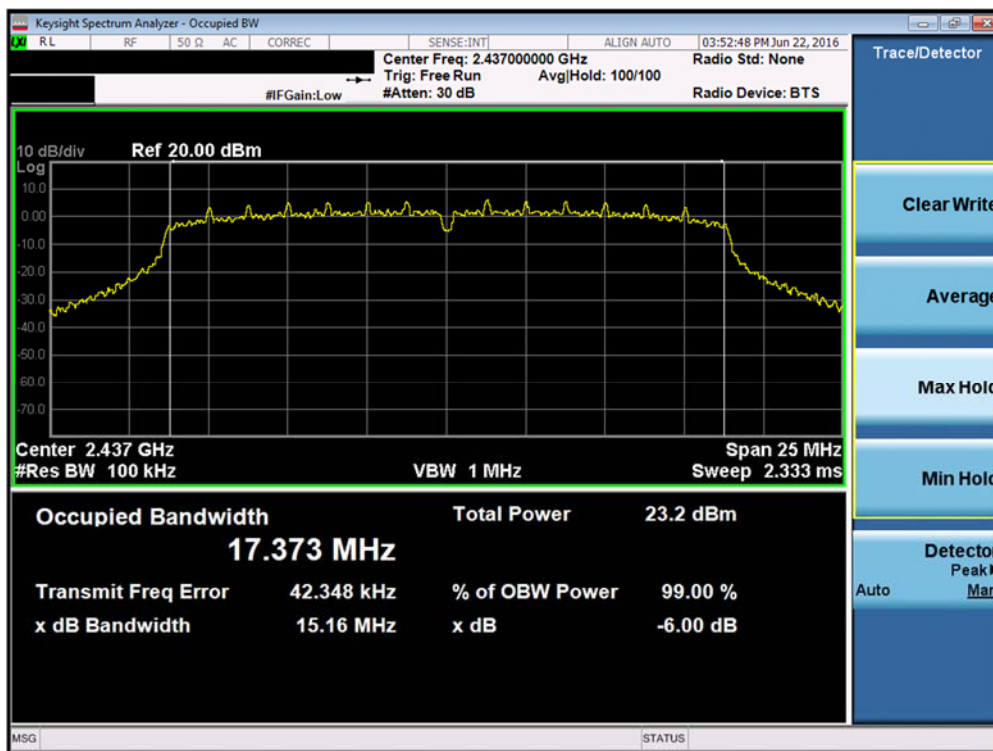 Keysight Spectrum Analyzer - Occupied BW
LXI RL RF 50 Ω AC CORREC SENSE:INT ALIGN AUTO 03:52:48 PM Jun 22, 2016
Center Freq: 2.437000000 GHz Radio Std: None
Trig: Free Run Avg|Hold: 100/100
#IFGain:Low #Atten: 30 dB Radio Device: BTS
Trace/Detector
10 dB/div Ref 20.00 dBm
Log
10.0
0.00
-10.0
-20.0
-30.0
-40.0
-50.0
-60.0
-70.0
Center 2.437 GHz Span 25 MHz
#Res BW 100 kHz VBW 1 MHz Sweep 2.333 ms
Occupied Bandwidth Total Power 23.2 dBm
17.373 MHz
Transmit Freq Error 42.348 kHz % of OBW Power 99.00 %
x dB Bandwidth 15.16 MHz x dB -6.00 dB
Clear Write
Average
Max Hold
Min Hold
Detector
Peak
Auto Man
MSG STATUS